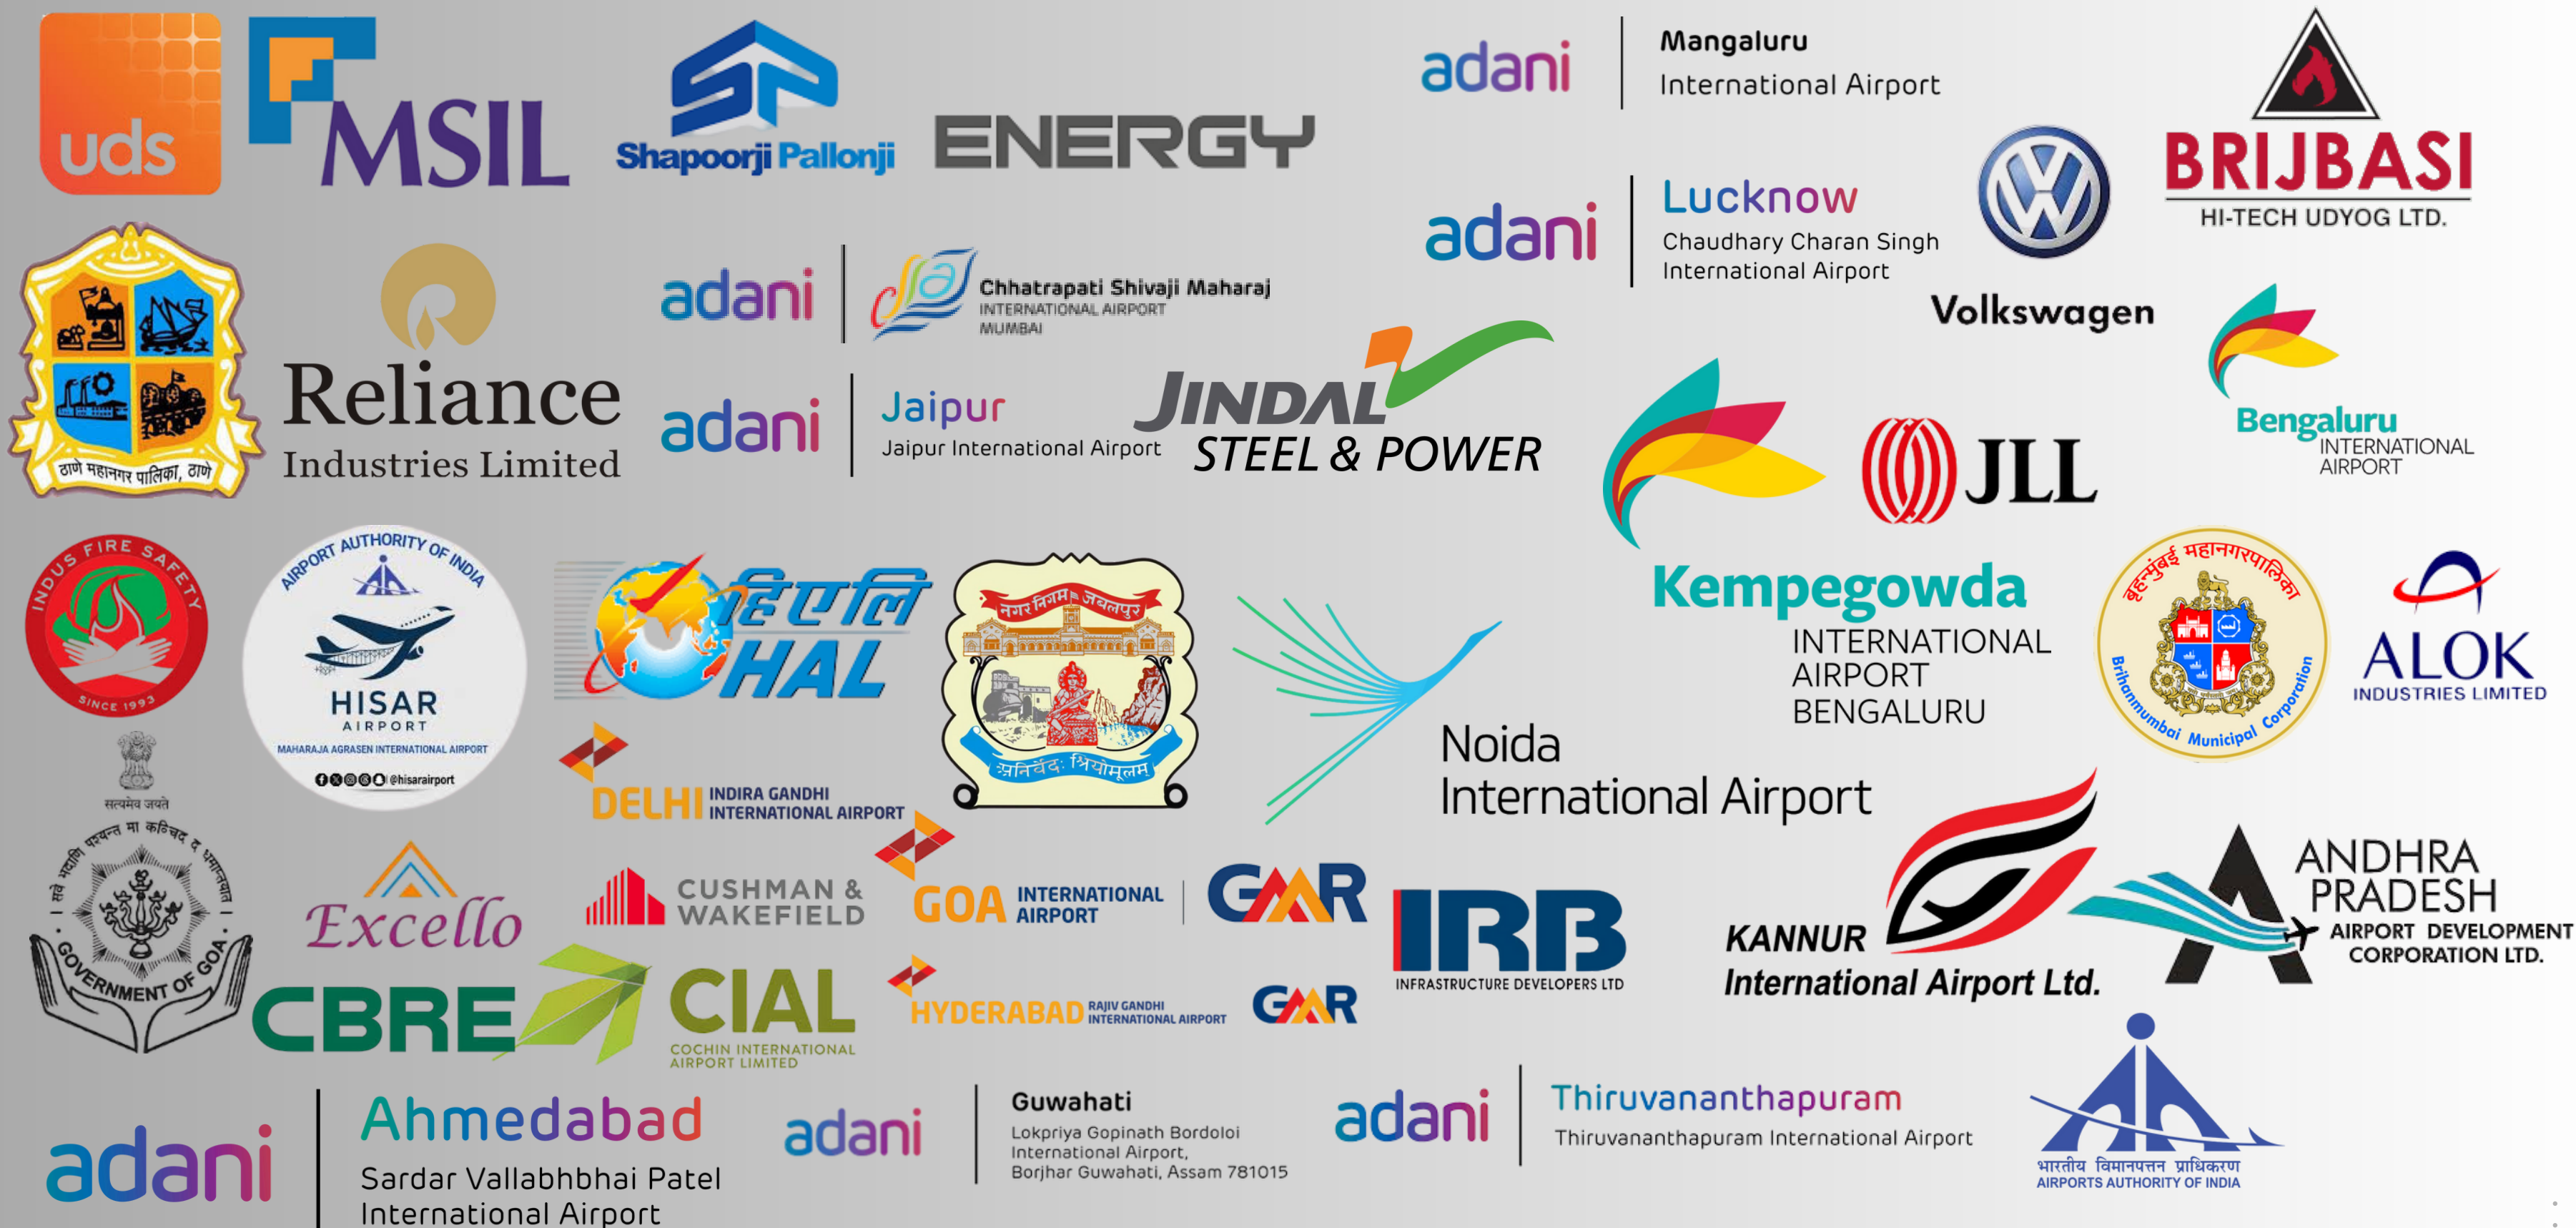 uds
MSIL
SP
Shapoorji Pallonji
ENERGY
adani
Mangaluru
International Airport
BRIJBASI
HI-TECH UDYOG LTD.
adani
Lucknow
Chaudhary Charan Singh
International Airport
Volkswagen
ठाणे महानगर पालिका, ठाणे
Reliance
Industries Limited
adani
Chhatrapati Shivaji Maharaj
INTERNATIONAL AIRPORT
MUMBAI
adani
Jaipur
Jaipur International Airport
JINDAL
STEEL & POWER
JLL
Bengaluru
INTERNATIONAL
AIRPORT
INDUS FIRE SAFETY
SINCE 1993
AIRPORT AUTHORITY OF INDIA
HISAR
AIRPORT
MAHARAJA AGRASEN INTERNATIONAL AIRPORT
@hisarairport
हिएलि
HAL
नगर निगम जबलपुर
श्रियोमूलम
Kempegowda
INTERNATIONAL
AIRPORT
BENGALURU
बृहन्मुंबई महानगरपालिका
Brihanmumbai Municipal Corporation
ALOK
INDUSTRIES LIMITED
Noida
International Airport
DELHI
INDIRA GANDHI
INTERNATIONAL AIRPORT
सत्यमेव जयते
GOVERNMENT OF GOA
Excello
CUSHMAN &
WAKEFIELD
GOA
INTERNATIONAL
AIRPORT
GMR
IRB
INFRASTRUCTURE DEVELOPERS LTD
KANNUR
International Airport Ltd.
ANDHRA
PRADESH
AIRPORT DEVELOPMENT
CORPORATION LTD.
CBRE
CIAL
COCHIN INTERNATIONAL
AIRPORT LIMITED
HYDERABAD
RAJIV GANDHI
INTERNATIONAL AIRPORT
GMR
adani
Ahmedabad
Sardar Vallabhbhai Patel
International Airport
adani
Guwahati
Lokpriya Gopinath Bordoloi
International Airport,
Borjhar Guwahati, Assam 781015
adani
Thiruvananthapuram
Thiruvananthapuram International Airport
भारतीय विमानपत्तन प्राधिकरण
AIRPORTS AUTHORITY OF INDIA